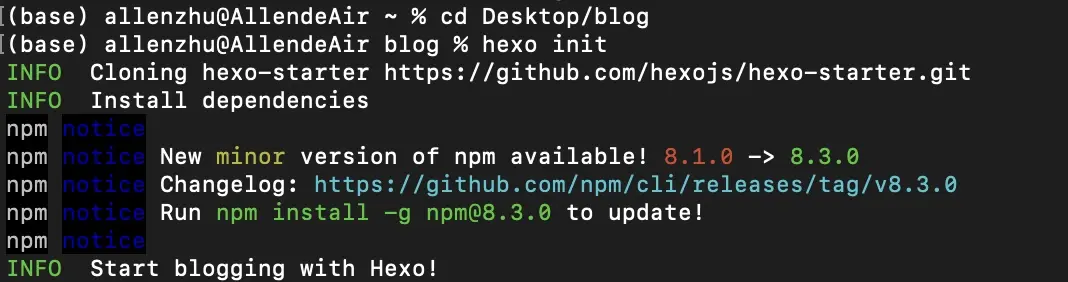 [(base) allenzhu@AllendeAir ~ % cd Desktop/blog
[(base) allenzhu@AllendeAir blog % hexo init
INFO  Cloning hexo-starter https://github.com/hexojs/hexo-starter.git
INFO  Install dependencies
npm notice
npm notice New minor version of npm available! 8.1.0 -> 8.3.0
npm notice Changelog: https://github.com/npm/cli/releases/tag/v8.3.0
npm notice Run npm install -g npm@8.3.0 to update!
npm notice
INFO  Start blogging with Hexo!